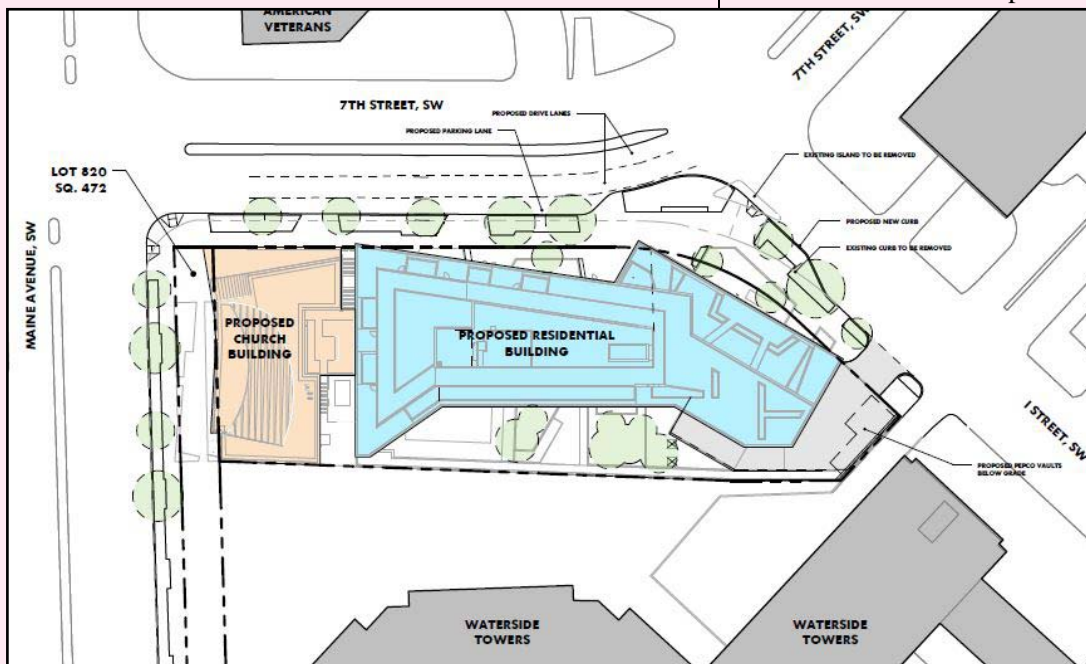 AMERICAN
VETERANS
7TH STREET, SW
7TH STREET, SW
PROPOSED DRIVE LANES
PROPOSED PARKING LANE
EXISTING ISLAND TO BE REMOVED
LOT 820
SQ. 472
PROPOSED NEW CURB
EXISTING CURB TO BE REMOVED
MAINE AVENUE, SW
PROPOSED
CHURCH
BUILDING
PROPOSED RESIDENTIAL
BUILDING
I STREET, SW
PROPOSED PEPCO VAULTS
BELOW GRADE
WATERSIDE
TOWERS
WATERSIDE
TOWERS